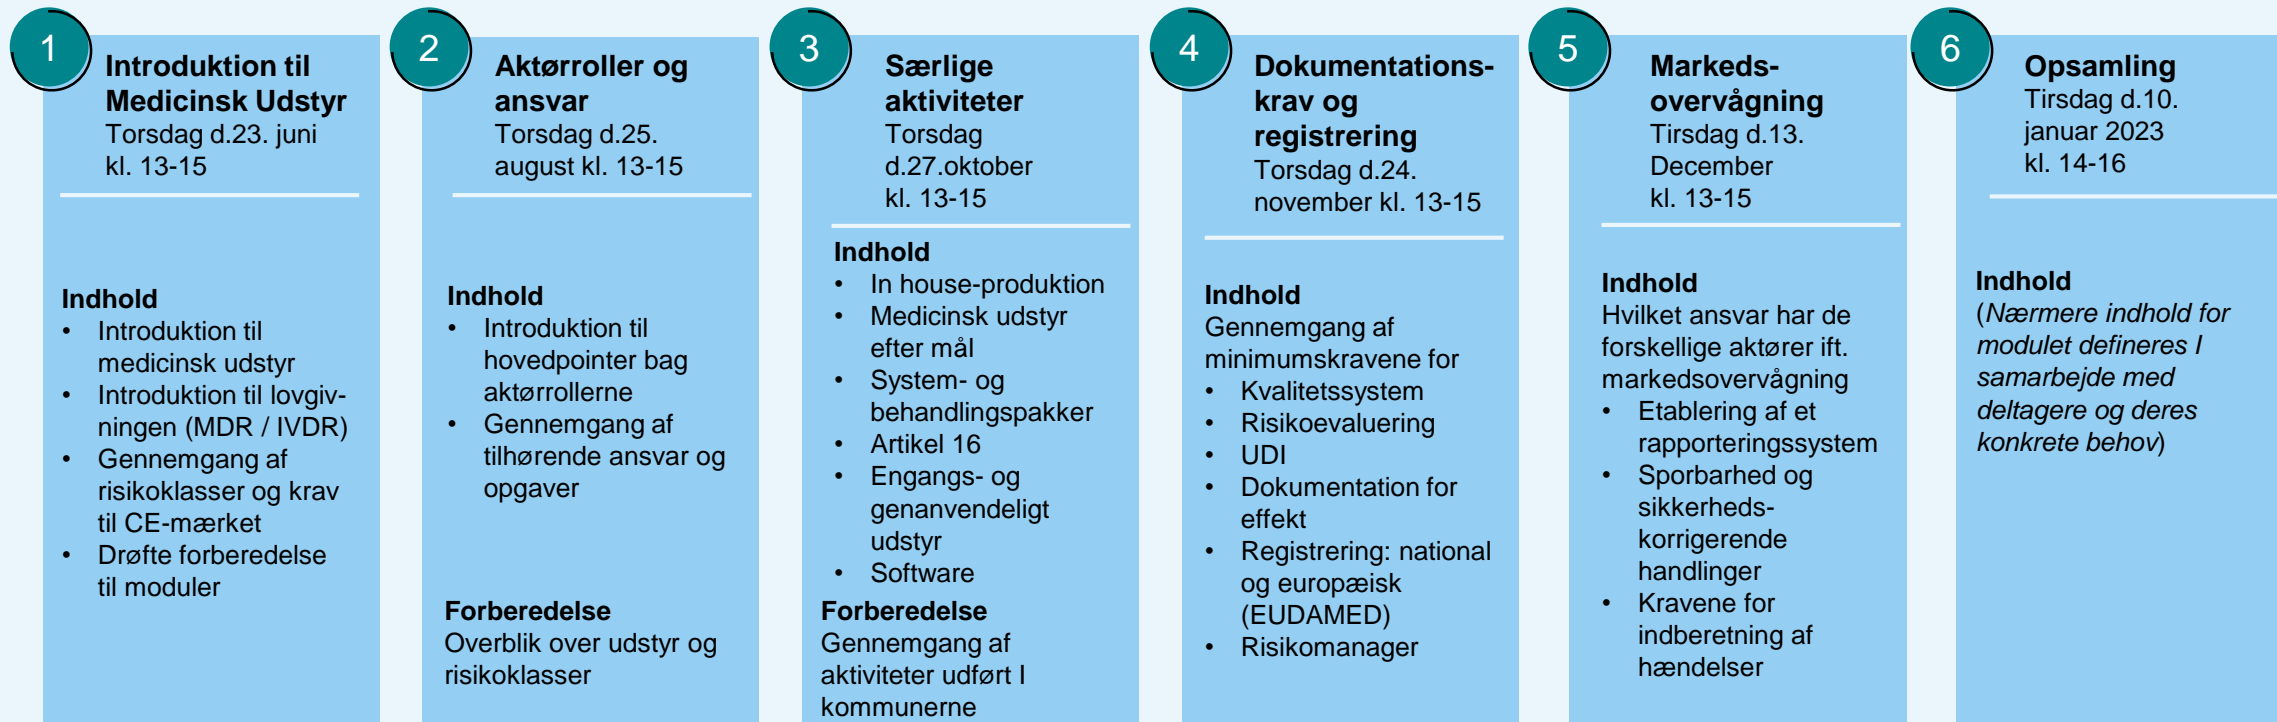 1
Introduktion til
Medicinsk Udstyr
Torsdag d.23. juni
kl. 13-15
Indhold
• Introduktion til
medicinsk udstyr
• Introduktion til lovgiv-
ningen (MDR / IVDR)
• Gennemgang af
risikoklasser og krav
til CE-mærket
• Drøfte forberedelse
til moduler
2
Aktørroller og
ansvar
Torsdag d.25.
august kl. 13-15
Indhold
• Introduktion til
hovedpointer bag
aktørrollerne
• Gennemgang af
tilhørende ansvar og
opgaver
Forberedelse
Overblik over udstyr og
risikoklasser
3
Særlige
aktiviteter
Torsdag
d.27.oktober
kl. 13-15
Indhold
• In house-produktion
• Medicinsk udstyr
efter mål
• System- og
behandlingspakker
• Artikel 16
• Engangs- og
genanvendeligt
udstyr
• Software
Forberedelse
Gennemgang af
aktiviteter udført I
kommunerne
4
Dokumentations-
krav og
registrering
Torsdag d.24.
november kl. 13-15
Indhold
Gennemgang af
minimumskravene for
• Kvalitetssystem
• Risikoevaluering
• UDI
• Dokumentation for
effekt
• Registrering: national
og europæisk
(EUDAMED)
• Risikomanager
5
Markeds-
overvågning
Tirsdag d.13.
December
kl. 13-15
Indhold
Hvilket ansvar har de
forskellige aktører ift.
markedsovervågning
• Etablering af et
rapporteringssystem
• Sporbarhed og
sikkerheds-
korrigerende
handlinger
• Kravene for
indberetning af
hændelser
6
Opsamling
Tirsdag d.10.
januar 2023
kl. 14-16
Indhold
(Nærmere indhold for
modulet defineres I
samarbejde med
deltagere og deres
konkrete behov)